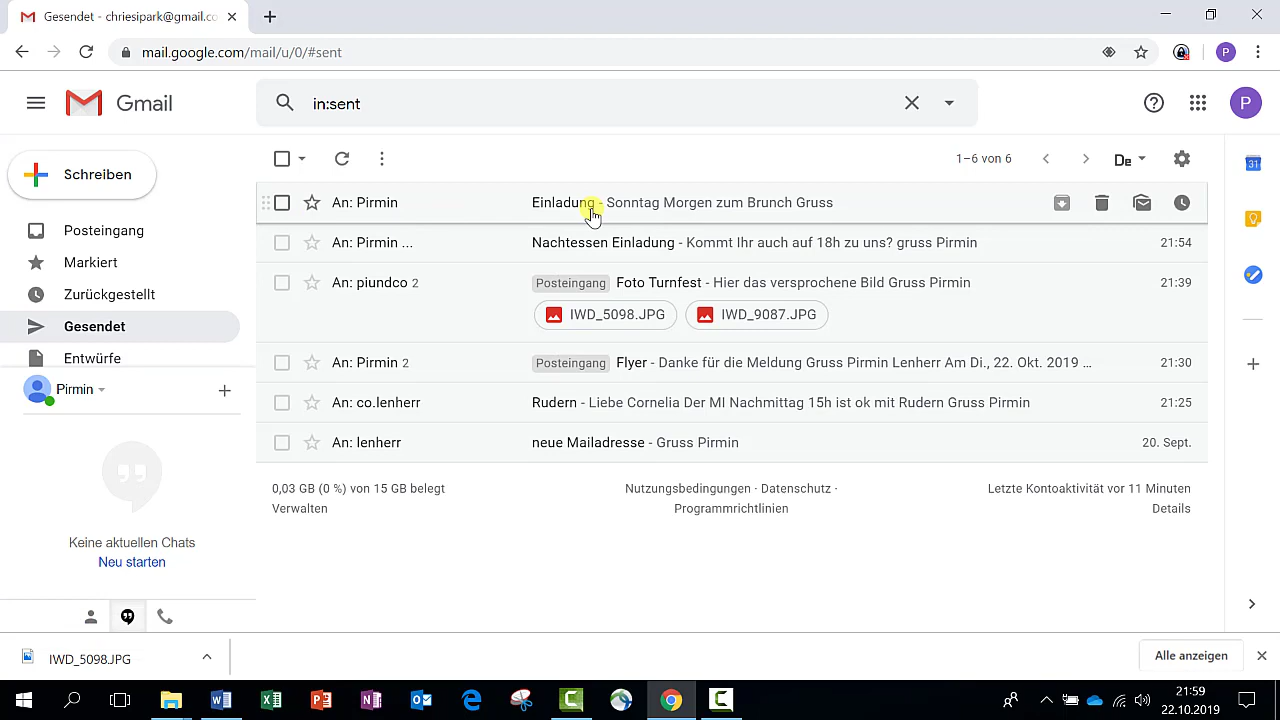 Gesendet - chriesipark@gmail.co
mail.google.com/mail/u/0/#sent
P
Gmail
in:sent
P
Schreiben
1–6 von 6
De
31
Posteingang
Markiert
Zurückgestellt
Gesendet
Entwürfe
Pirmin
Keine aktuellen Chats
Neu starten
An: Pirmin
Einladung - Sonntag Morgen zum Brunch Gruss
An: Pirmin ...
Nachtessen Einladung - Kommt Ihr auch auf 18h zu uns? gruss Pirmin
21:54
An: piundco 2
Posteingang Foto Turnfest - Hier das versprochene Bild Gruss Pirmin
21:39
IWD_5098.JPG
IWD_9087.JPG
An: Pirmin 2
Posteingang Flyer - Danke für die Meldung Gruss Pirmin Lenherr Am Di., 22. Okt. 2019 ...
21:30
An: co.lenherr
Rudern - Liebe Cornelia Der MI Nachmittag 15h ist ok mit Rudern Gruss Pirmin
21:25
An: lenherr
neue Mailadresse - Gruss Pirmin
20. Sept.
0,03 GB (0 %) von 15 GB belegt
Verwalten
Nutzungsbedingungen · Datenschutz ·
Programmrichtlinien
Letzte Kontoaktivität vor 11 Minuten
Details
IWD_5098.JPG
Alle anzeigen
21:59
22.10.2019